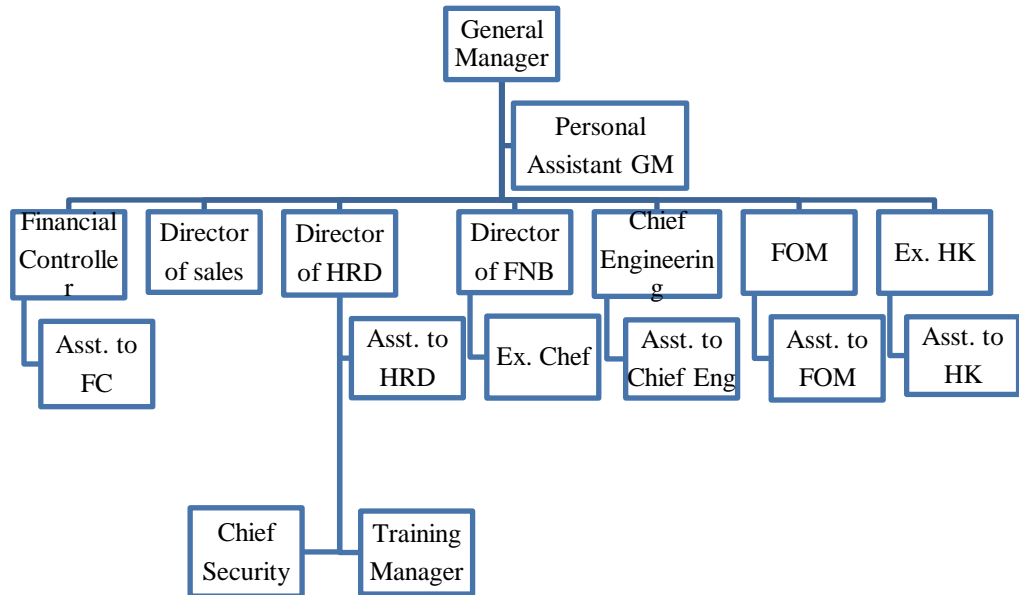 General
Manager
Personal
Assistant GM
Financial
Controlle
r
Director
of sales
Director
of HRD
Director
of FNB
Chief
Engineerin
g
FOM
Ex. HK
Asst. to
FC
Asst. to
HRD
Ex. Chef
Asst. to
Chief Eng
Asst. to
FOM
Asst. to
HK
Chief
Security
Training
Manager